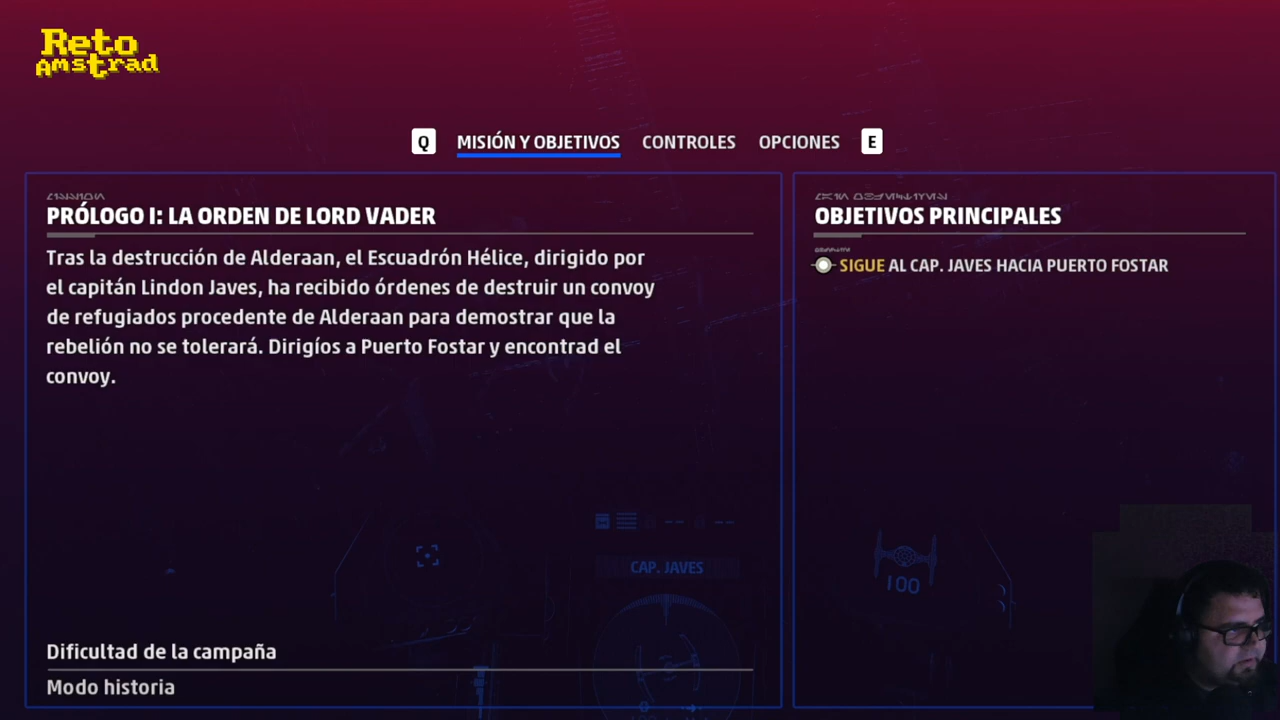 Reto
Amstrad
Q MISIÓN Y OBJETIVOS CONTROLES OPCIONES E
PRÓLOGO I: LA ORDEN DE LORD VADER
Tras la destrucción de Alderaan, el Escuadrón Hélice, dirigido por
el capitán Lindon Javes, ha recibido órdenes de destruir un convoy
de refugiados procedente de Alderaan para demostrar que la
rebelión no se tolerará. Dirigíos a Puerto Fostar y encontrad el
convoy.
CAP. JAVES
Dificultad de la campaña
Modo historia
OBJETIVOS PRINCIPALES
SIGUE AL CAP. JAVES HACIA PUERTO FOSTAR
100